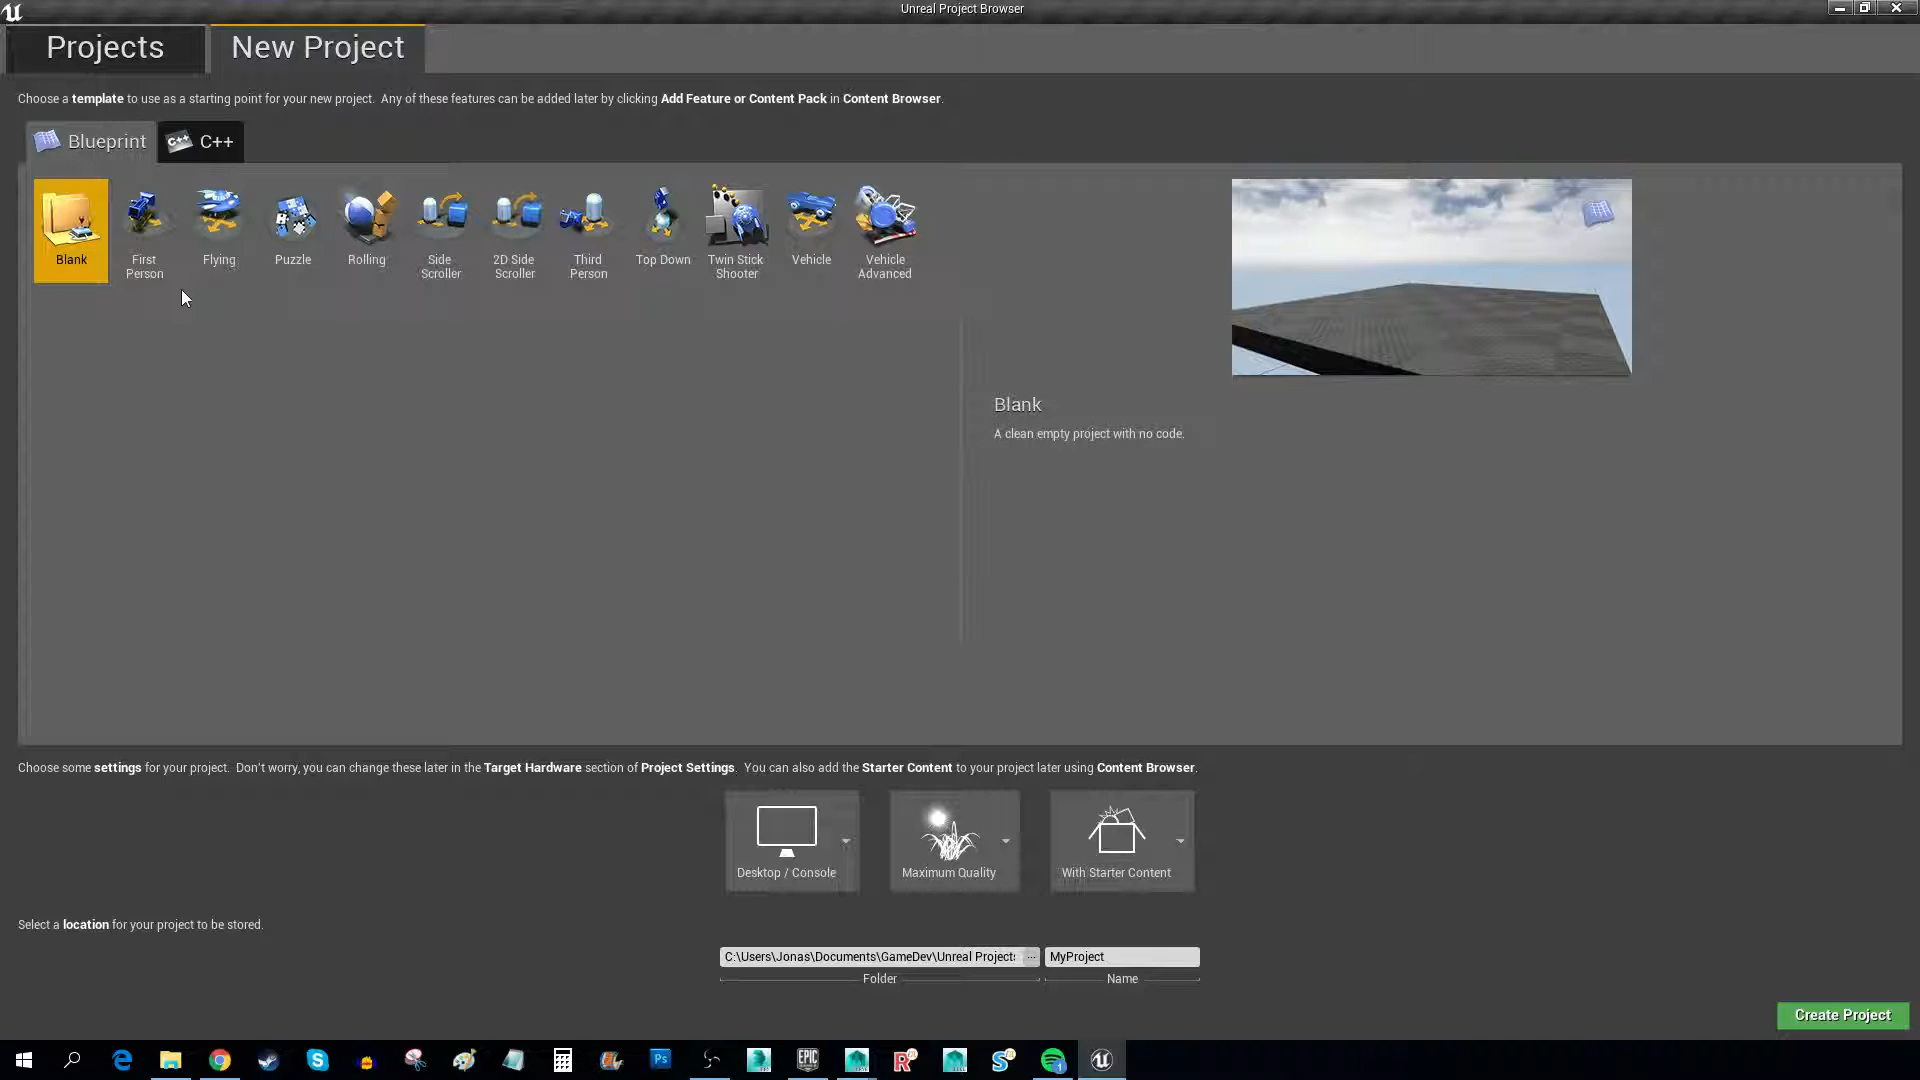 Unreal Project Browser
Projects
New Project
Choose a template to use as a starting point for your new project. Any of these features can be added later by clicking Add Feature or Content Pack in Content Browser.
Blueprint
C++
C++
Blank
First
Person
Flying
Puzzle
Rolling
Side
Scroller
2D Side
Scroller
Third
Person
Top Down
Twin Stick
Shooter
Vehicle
Vehicle
Advanced
Blank
A clean empty project with no code.
Choose some settings for your project. Don't worry, you can change these later in the Target Hardware section of Project Settings. You can also add the Starter Content to your project later using Content Browser.
Desktop / Console
Maximum Quality
With Starter Content
Select a location for your project to be stored.
C:\Users\Jonas\Documents\GameDev\Unreal Projects
...
MyProject
Folder
Name
Create Project
Ps
EPIC
R
S
1